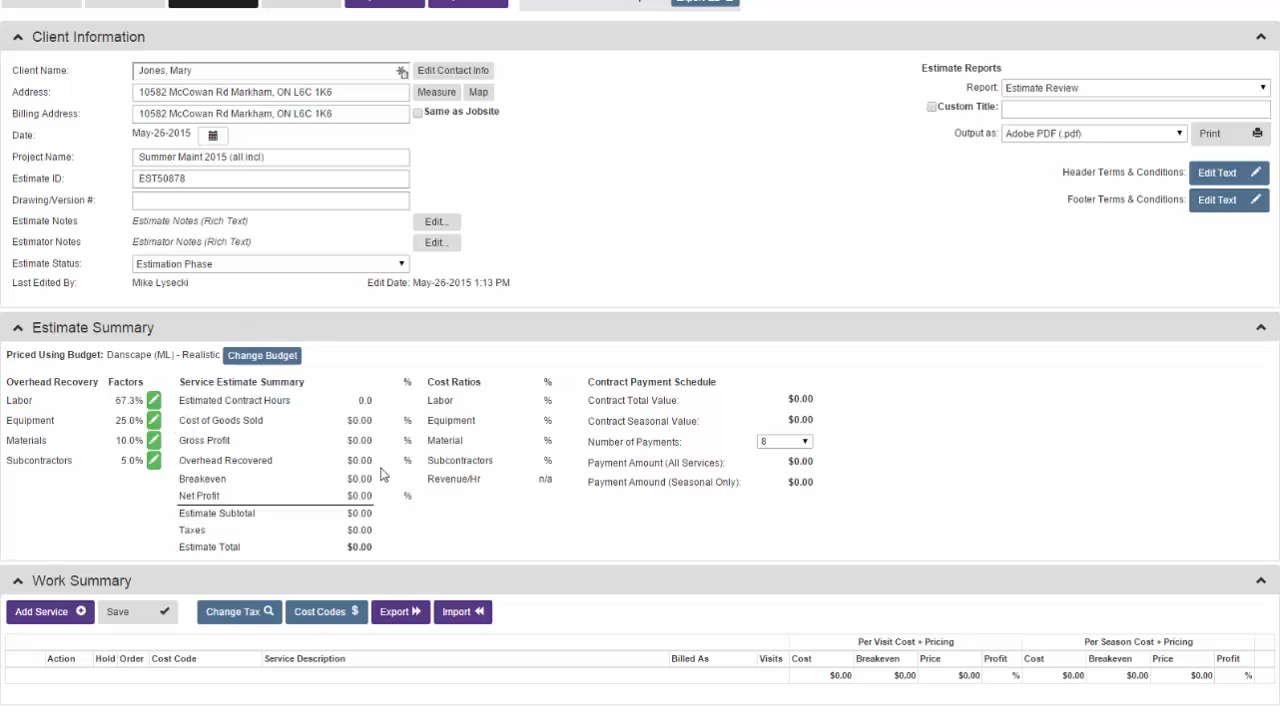 Client Information
Client Name: Jones, Mary Edit Contact Info
Address: 10582 McCowan Rd Markham, ON L6C 1K6 Measure Map
Billing Address: 10582 McCowan Rd Markham, ON L6C 1K6 Same as Jobsite
Date: May-26-2015
Project Name: Summer Maint 2015 (all incl)
Estimate ID: EST50878
Drawing/Version #:
Estimate Notes Estimate Notes (Rich Text) Edit...
Estimator Notes Estimator Notes (Rich Text) Edit...
Estimate Status: Estimation Phase
Last Edited By: Mike Lysecki Edit Date: May-26-2015 1:13 PM
Estimate Reports
Report: Estimate Review
Custom Title:
Output as: Adobe PDF (.pdf) Print
Header Terms & Conditions: Edit Text
Footer Terms & Conditions: Edit Text
Estimate Summary
Priced Using Budget: Danscape (ML) - Realistic Change Budget
Overhead Recovery Factors
Labor 67.3%
Equipment 25.0%
Materials 10.0%
Subcontractors 5.0%
Service Estimate Summary %
Estimated Contract Hours 0.0
Cost of Goods Sold $0.00 %
Gross Profit $0.00 %
Overhead Recovered $0.00 %
Breakeven $0.00
Net Profit $0.00 %
Estimate Subtotal $0.00
Taxes $0.00
Estimate Total $0.00
Cost Ratios %
Labor %
Equipment %
Material %
Subcontractors %
Revenue/Hr n/a
Contract Payment Schedule
Contract Total Value: $0.00
Contract Seasonal Value: $0.00
Number of Payments: 8
Payment Amount (All Services): $0.00
Payment Amound (Seasonal Only): $0.00
Work Summary
Add Service Save Change Tax Cost Codes $ Export Import
Per Visit Cost + Pricing Per Season Cost + Pricing
Action Hold Order Cost Code Service Description Billed As Visits Cost Breakeven Price Profit Cost Breakeven Price Profit
$0.00 $0.00 $0.00 % $0.00 $0.00 $0.00 %